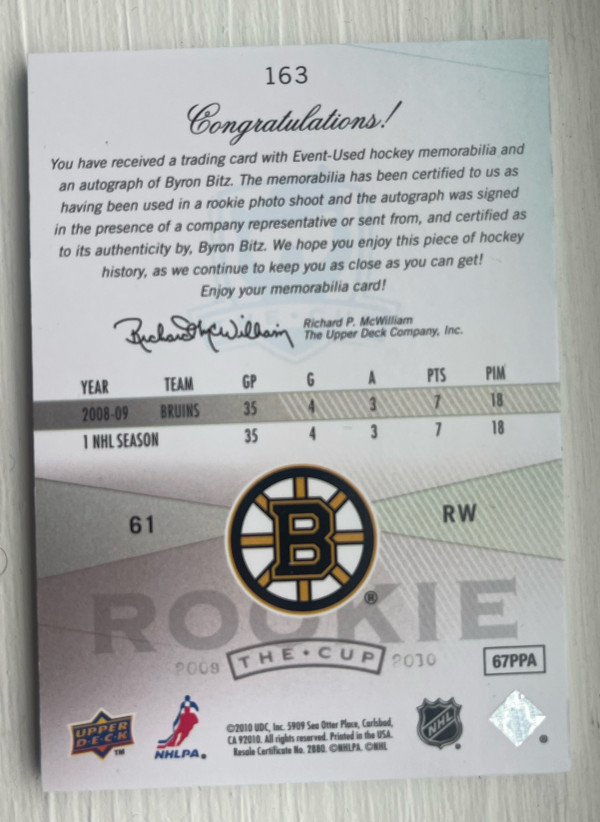 163
Congratulations!
You have received a trading card with Event-Used hockey memorabilia and
an autograph of Byron Bitz. The memorabilia has been certified to us as
having been used in a rookie photo shoot and the autograph was signed
in the presence of a company representative or sent from, and certified as
to its authenticity by, Byron Bitz. We hope you enjoy this piece of hockey
history, as we continue to keep you as close as you can get!
Enjoy your memorabilia card!
Richard McWilliam
Richard P. McWilliam
The Upper Deck Company, Inc.
YEAR TEAM GP G A PTS PIM
2008-09 BRUINS 35 4 3 7 18
1 NHL SEASON 35 4 3 7 18
61 B RW
®
ROOKIE
2009 THE•CUP 2010
67PPA
UPPER
D·E·C·K
TM
NHLPA®
©2010 UDC, Inc. 5909 Sea Otter Place, Carlsbad,
CA 92010. All rights reserved. Printed in the USA.
Resale Certificate No. 2880. ©NHLPA. ©NHL
NHL ®
®